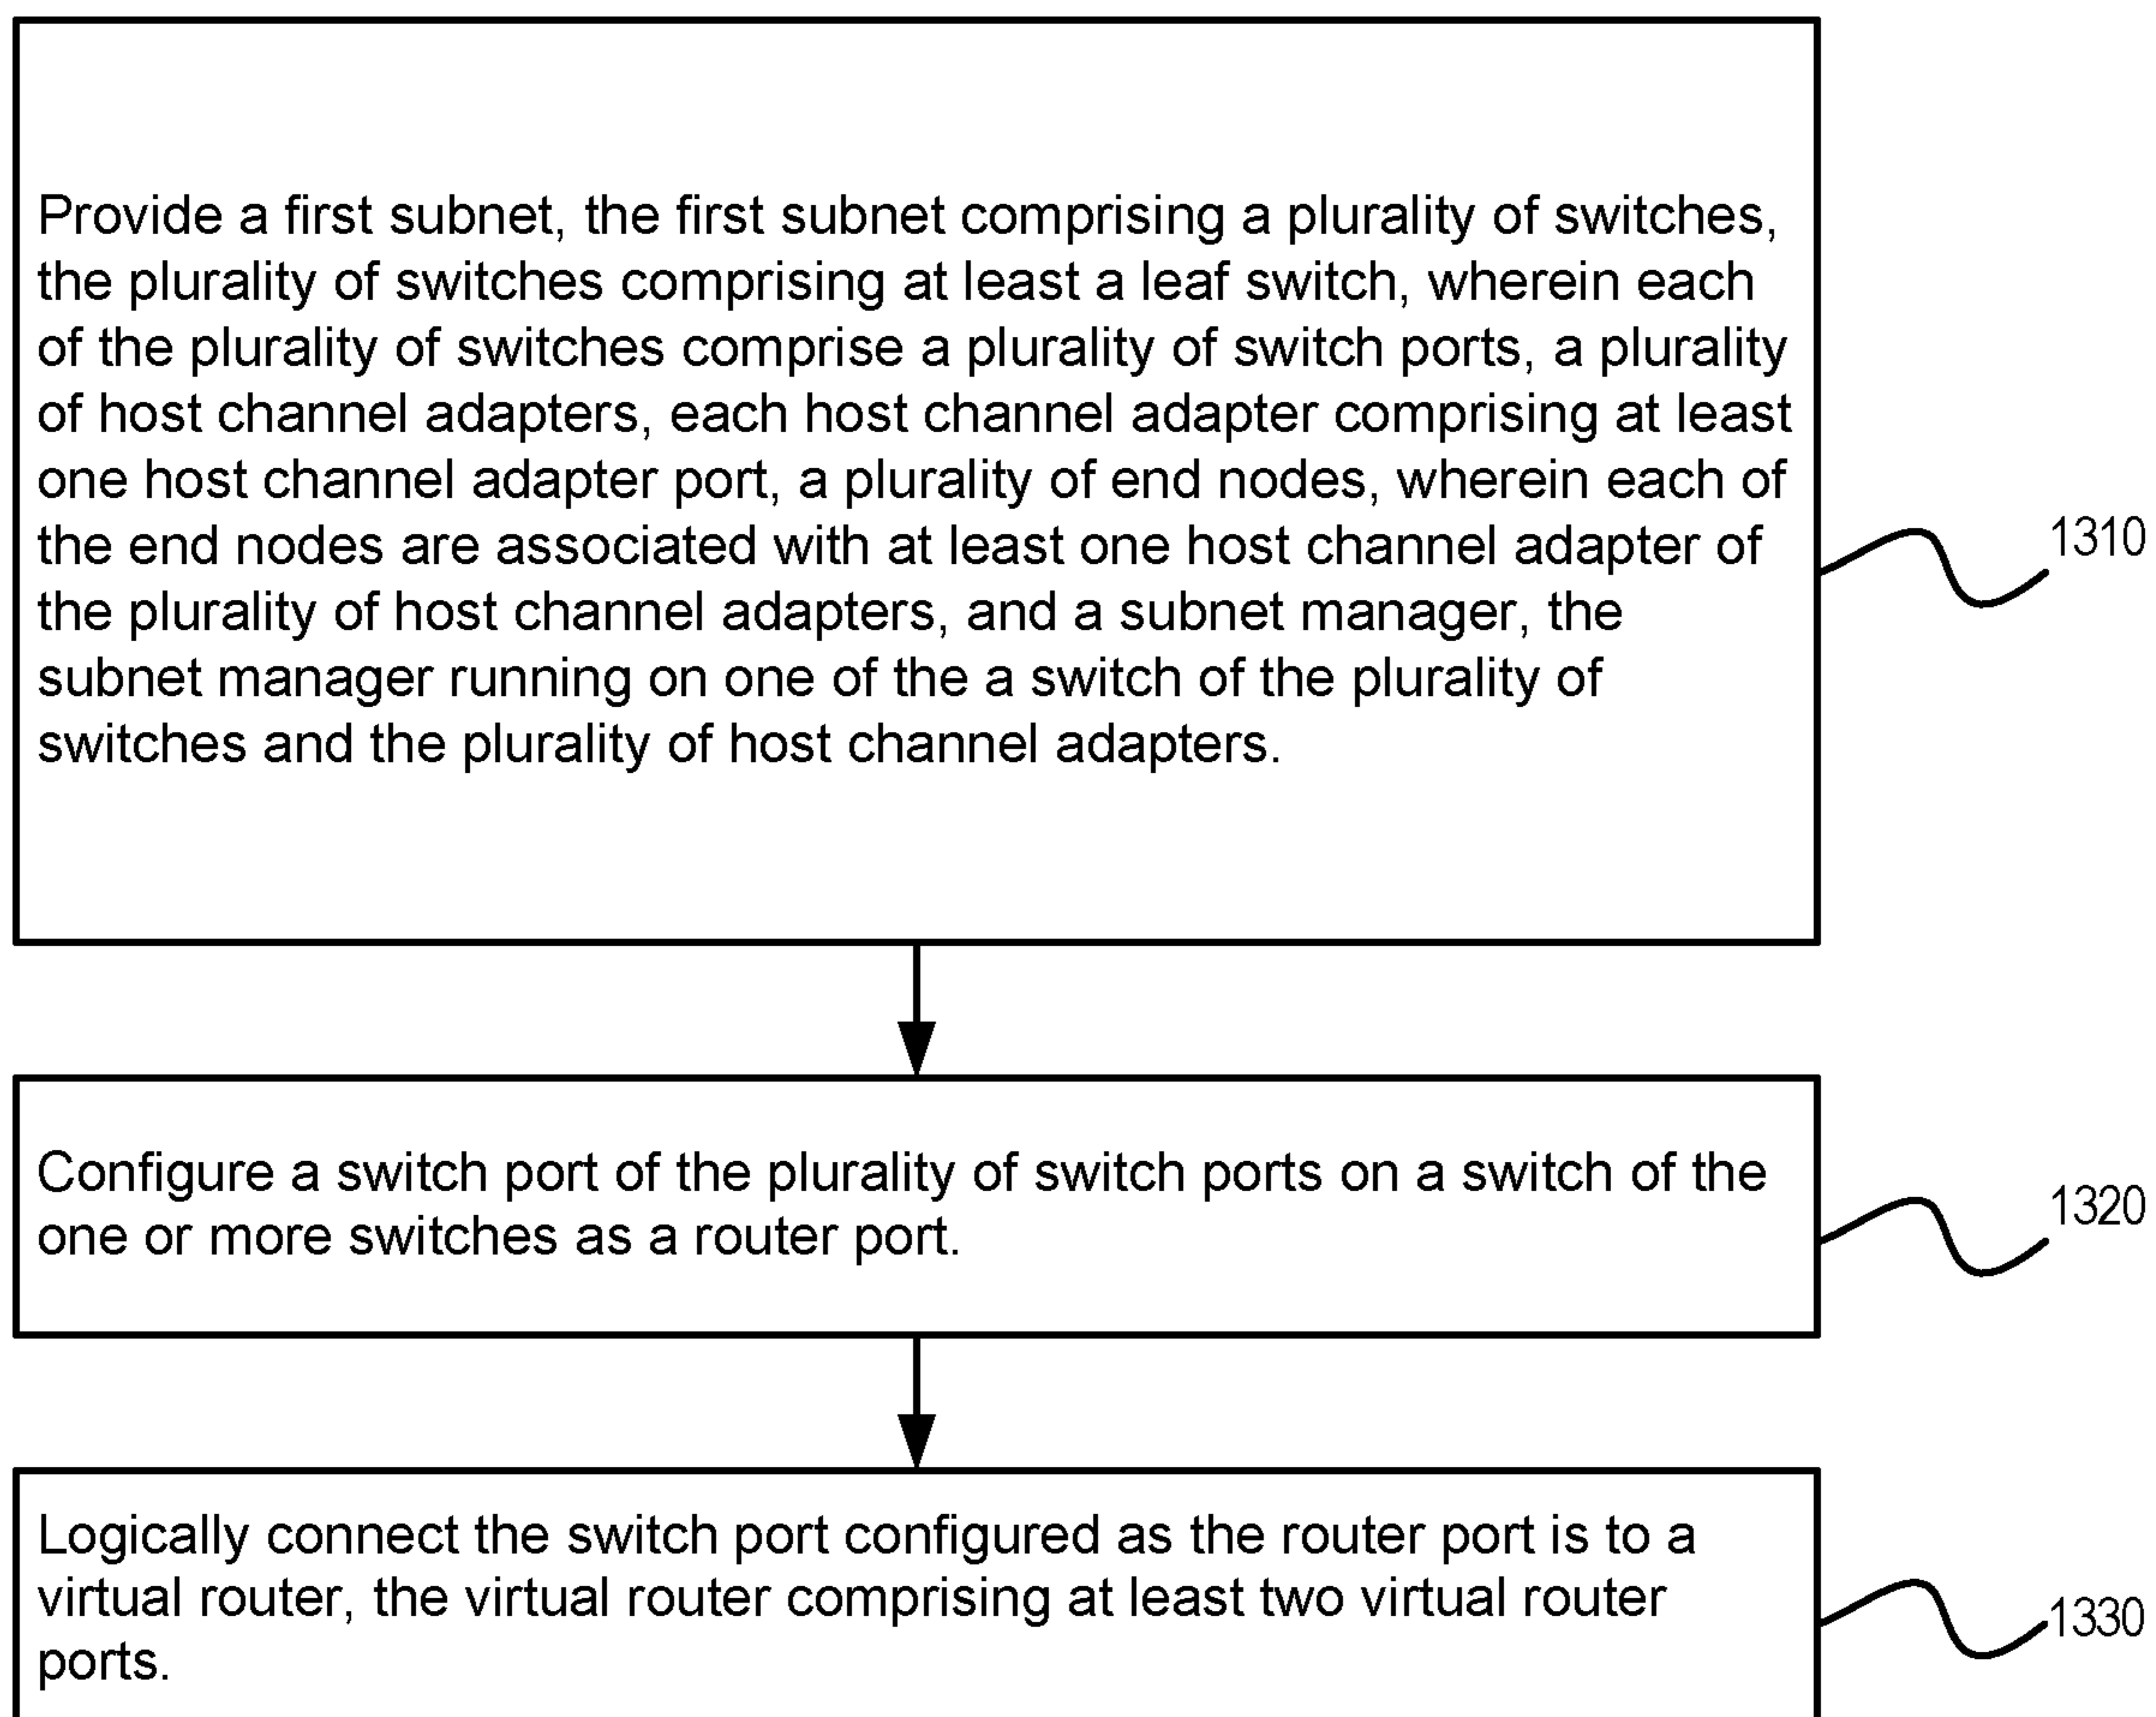 Provide a first subnet, the first subnet comprising a plurality of switches,
the plurality of switches comprising at least a leaf switch, wherein each
of the plurality of switches comprise a plurality of switch ports, a plurality
of host channel adapters, each host channel adapter comprising at least
one host channel adapter port, a plurality of end nodes, wherein each of
the end nodes are associated with at least one host channel adapter of
the plurality of host channel adapters, and a subnet manager, the
subnet manager running on one of the a switch of the plurality of
switches and the plurality of host channel adapters.
1310
Configure a switch port of the plurality of switch ports on a switch of the
one or more switches as a router port.
1320
Logically connect the switch port configured as the router port is to a
virtual router, the virtual router comprising at least two virtual router
ports.
1330